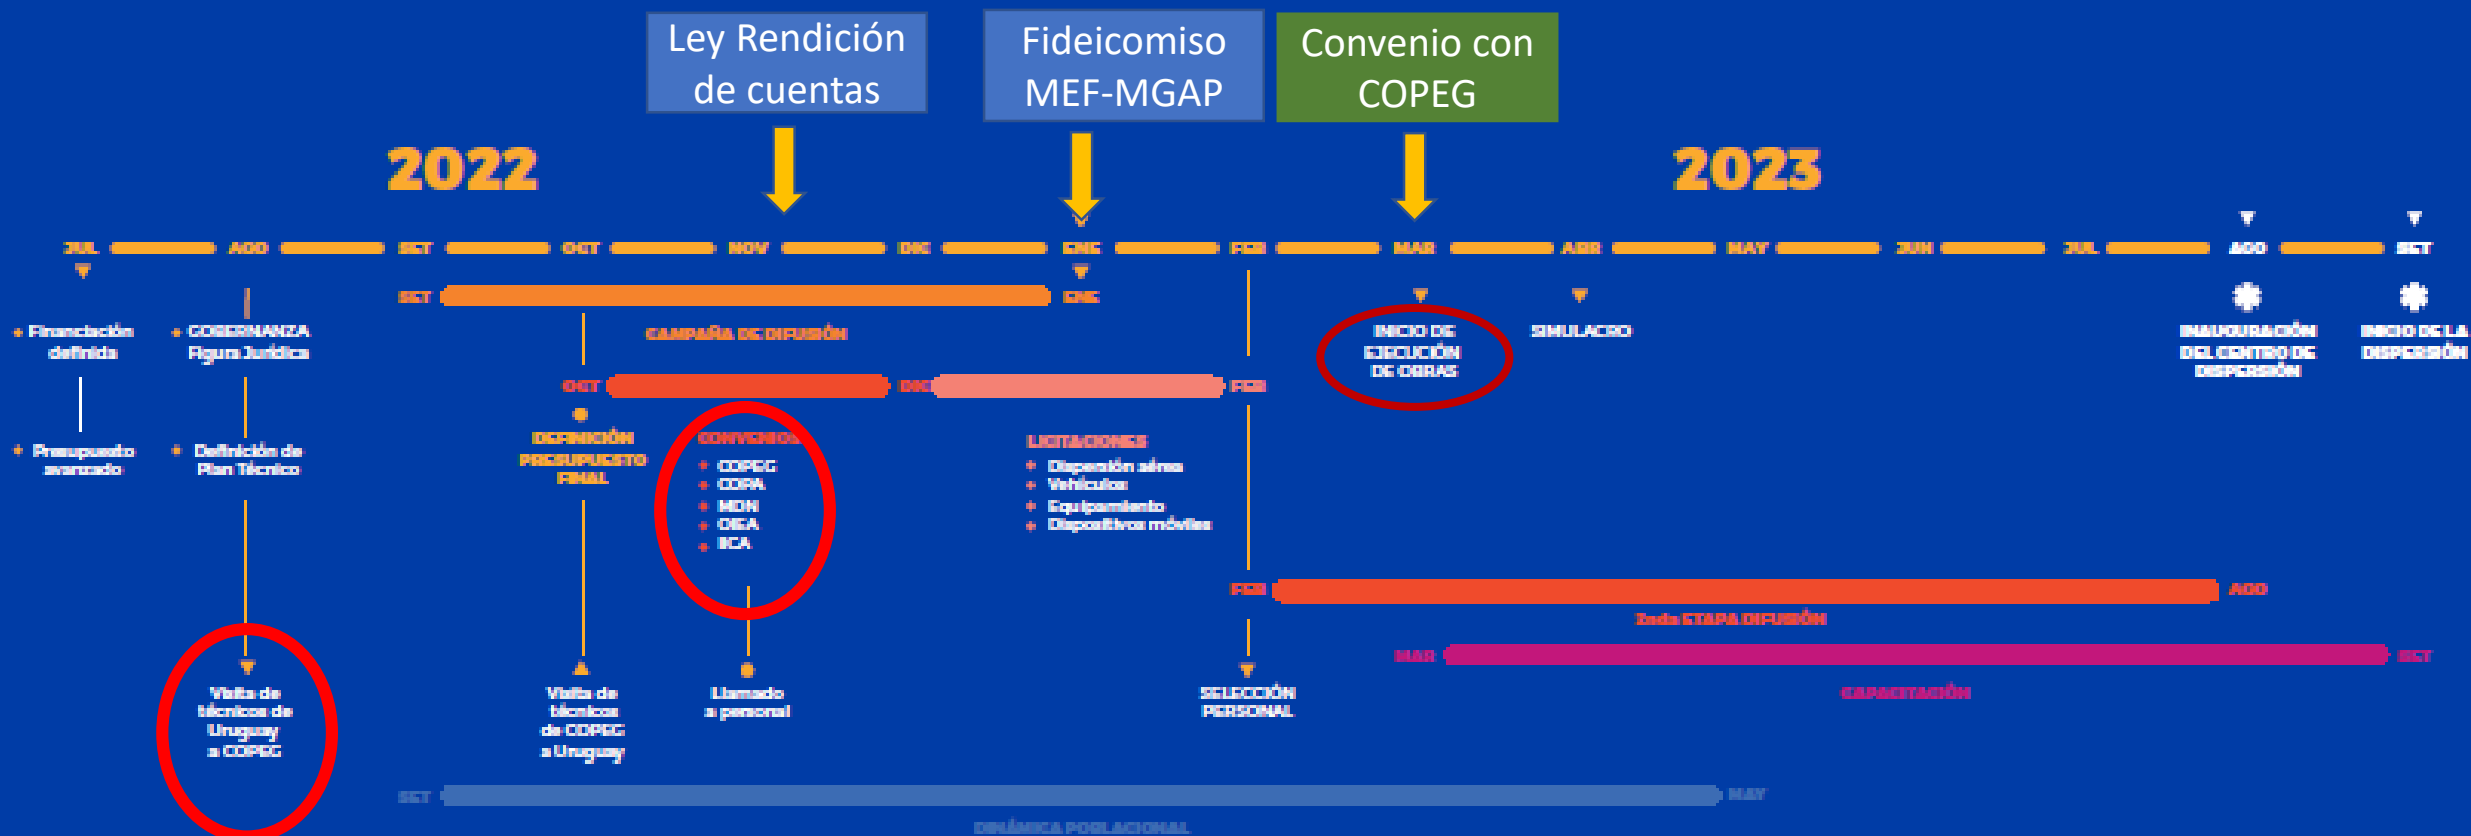 Ley Rendición
de cuentas
Fideicomiso
MEF-MGAP
Convenio con
COPEG
2022
2023
JUL
AGO
SET
OCT
NOV
DIC
ENE
FEB
MAR
ABR
MAY
JUN
JUL
AGO
SET
SET
ENE
CAMPAÑA DE DIFUSIÓN
+ Financiación
definida
+ GOBERNANZA
Figura Jurídica
INICIO DE
EJECUCIÓN
DE OBRAS
SIMULACRO
INAUGURACIÓN
DEL CENTRO DE
DISPERSIÓN
INICIO DE LA
DISPERSIÓN
OCT
DIC
FEB
+ Presupuesto
avanzado
+ Definición de
Plan Técnico
DEFINICIÓN
PRESUPUESTO
FINAL
CONVENIOS
+ COPEG
+ COPA
+ MDN
+ OIEA
+ IICA
LICITACIONES
+ Dispersión aérea
+ Vehículos
+ Equipamiento
+ Dispositivos móviles
FEB
AGO
2nda ETAPA DIFUSIÓN
MAR
SET
CAPACITACIÓN
Visita de
técnicos de
Uruguay
a COPEG
Visita de
técnicos
de COPEG
a Uruguay
Llamado
a personal
SELECCIÓN
PERSONAL
SET
MAY
DINÁMICA POBLACIONAL